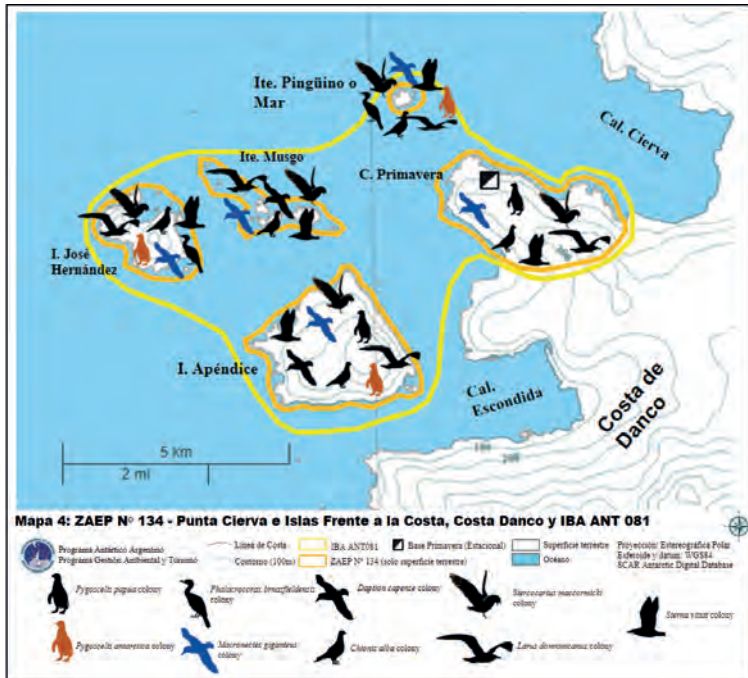 Ite. Pingüino o
Mar
Cal. Cierva
Ite. Musgo
C. Primavera
I. José
Hernández
I. Apéndice
Cal.
Escondida
Costa de
Danco
5 km
2 mi
100
200
Mapa 4: ZAEP Nº 134 - Punta Cierva e Islas Frente a la Costa, Costa Danco y IBA ANT 081
Programa Antártico Argentino
Programa Gestión Ambiental y Turismo
Línea de Costa
Contorno (100m)
IBA ANT081
ZAEP Nº 134 (solo superficie terrestre)
Base Primavera (Estacional)
Superficie terrestre
Océano
Proyección: Estereográfica Polar
Esferoide y datum: WGS84
SCAR Antarctic Digital Database
Pygoscelis papua colony
Phalacrocorax bransfieldensis
colony
Daption capense colony
Stercorarius maccormicki
colony
Sterna vittata colony
Pygoscelis antarctica colony
Macronectes giganteus
colony
Chionis alba colony
Larus dominicanus colony